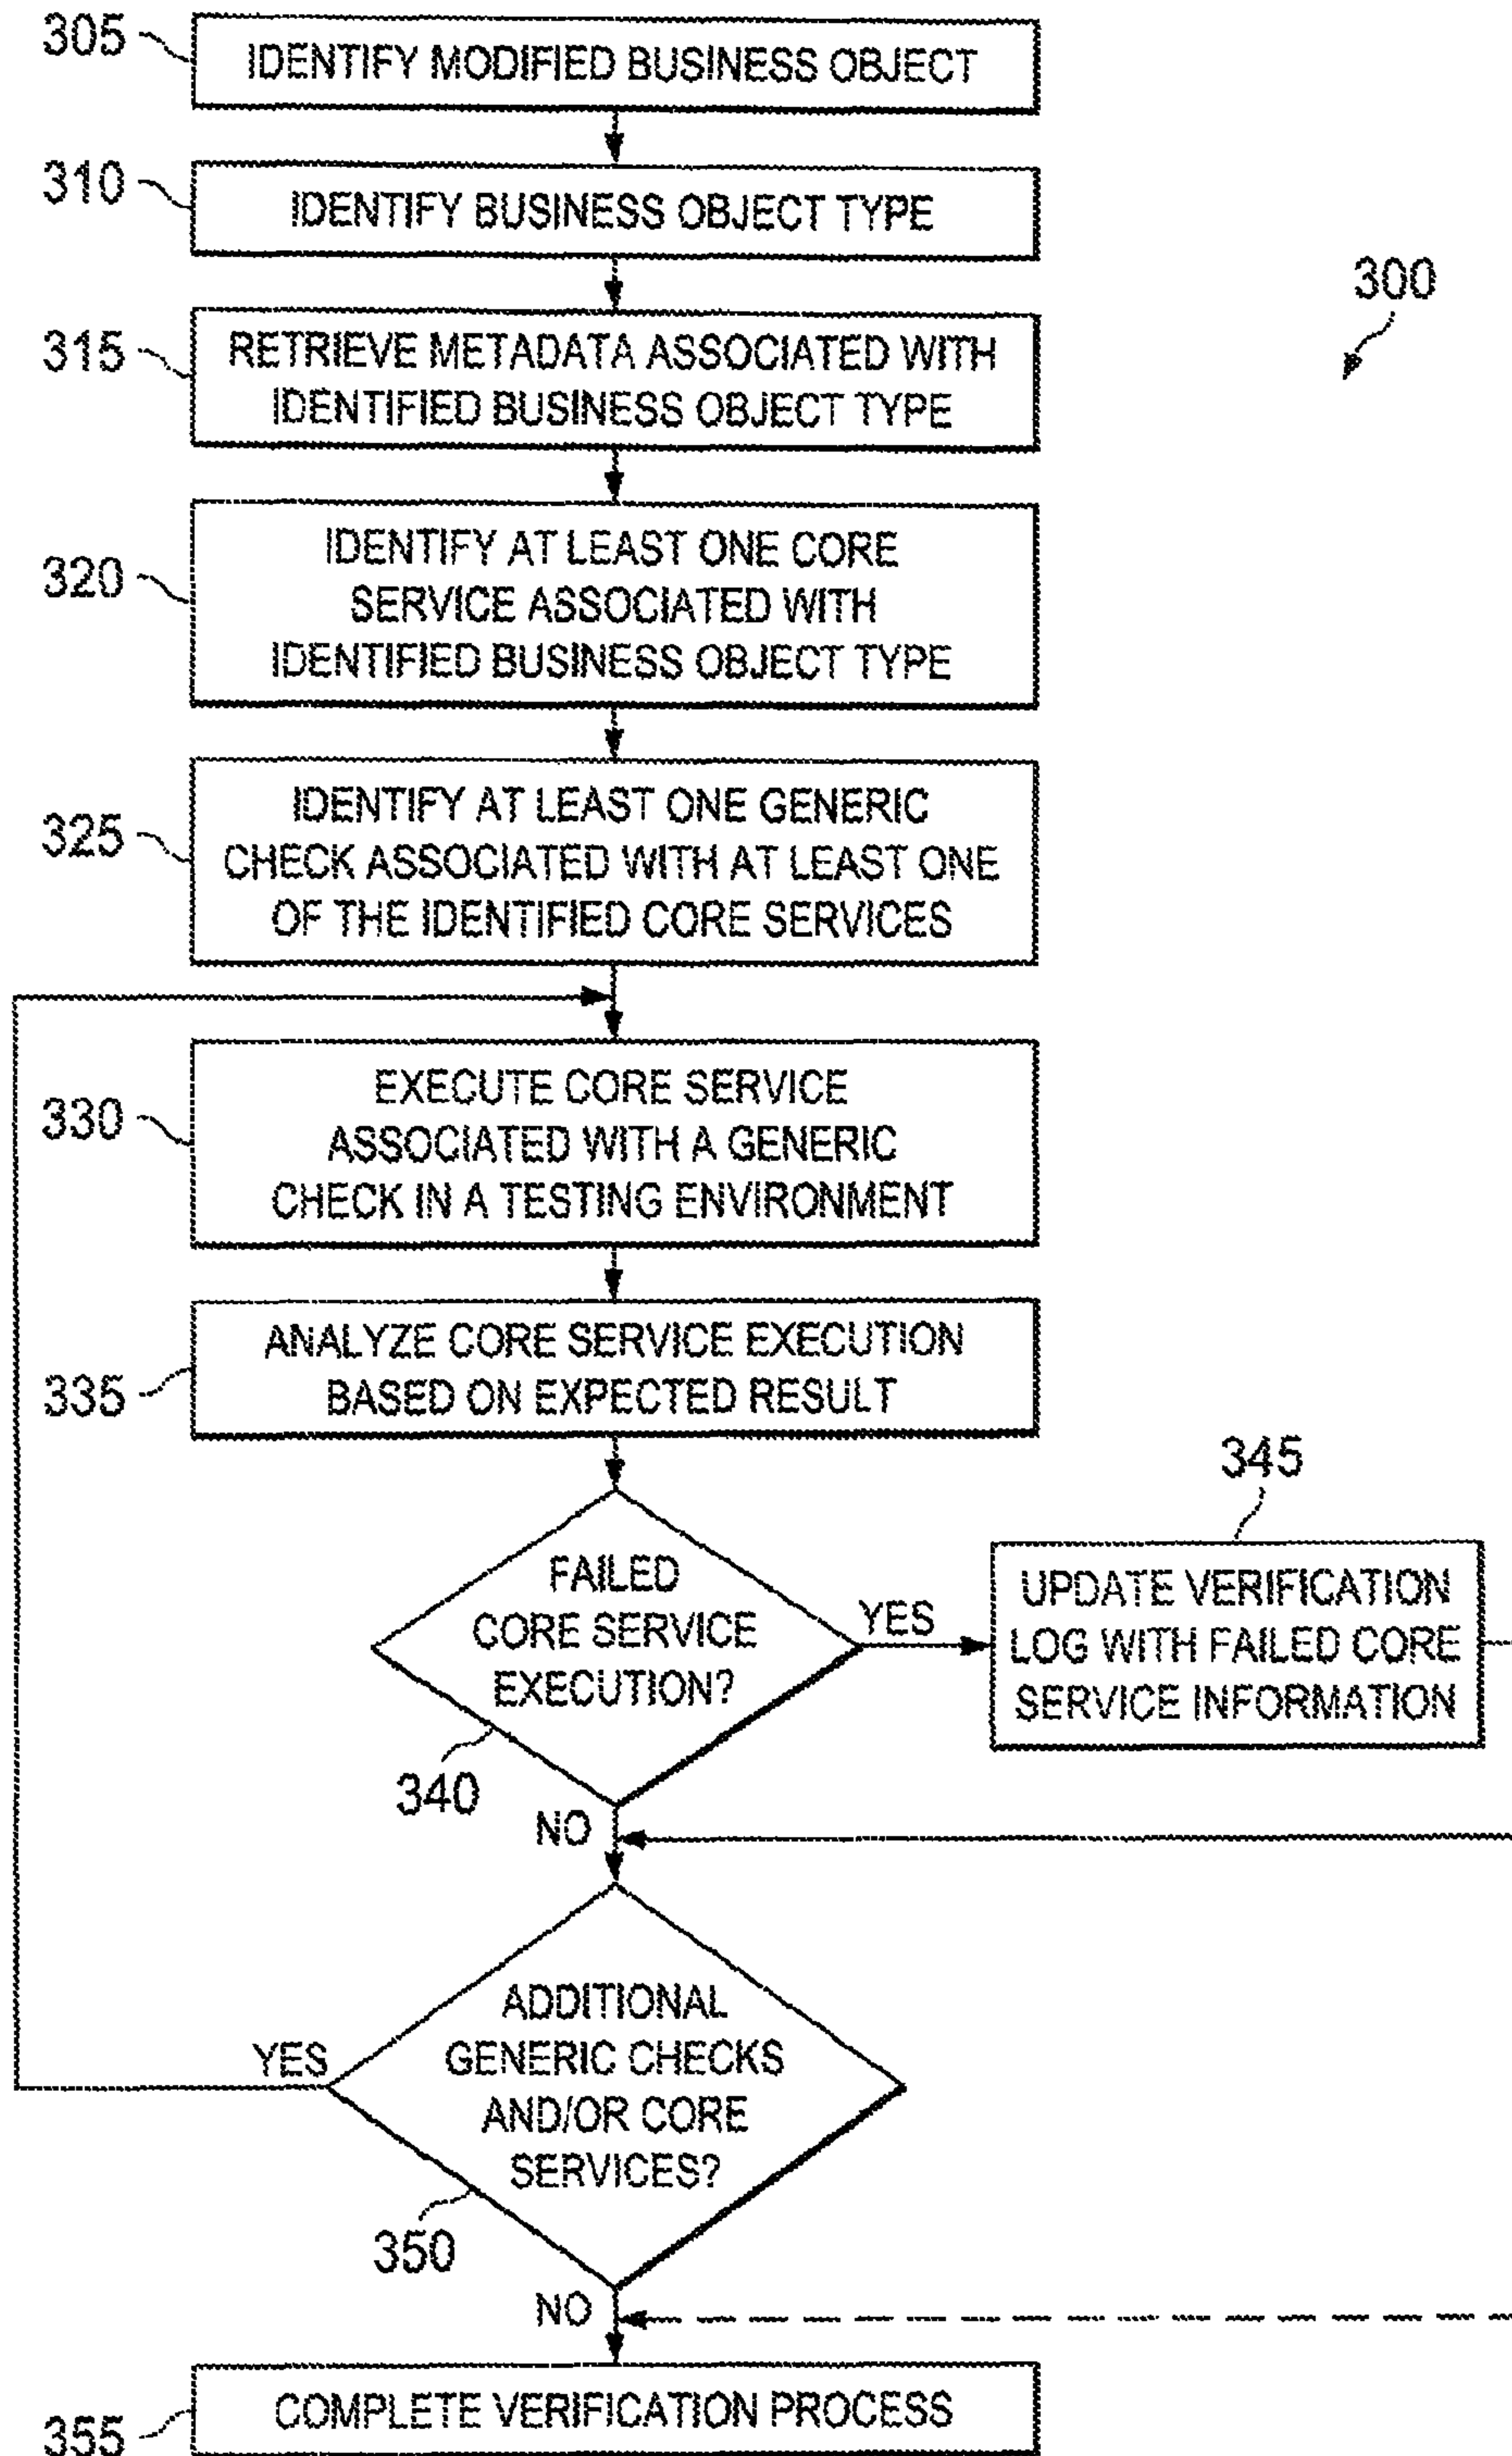 305
IDENTIFY MODIFIED BUSINESS OBJECT
310
IDENTIFY BUSINESS OBJECT TYPE
300
315
RETRIEVE METADATA ASSOCIATED WITH
IDENTIFIED BUSINESS OBJECT TYPE
320
IDENTIFY AT LEAST ONE CORE
SERVICE ASSOCIATED WITH
IDENTIFIED BUSINESS OBJECT TYPE
325
IDENTIFY AT LEAST ONE GENERIC
CHECK ASSOCIATED WITH AT LEAST ONE
OF THE IDENTIFIED CORE SERVICES
330
EXECUTE CORE SERVICE
ASSOCIATED WITH A GENERIC
CHECK IN A TESTING ENVIRONMENT
335
ANALYZE CORE SERVICE EXECUTION
BASED ON EXPECTED RESULT
FAILED
CORE SERVICE
EXECUTION?
340
YES
345
UPDATE VERIFICATION
LOG WITH FAILED CORE
SERVICE INFORMATION
NO
ADDITIONAL
GENERIC CHECKS
AND/OR CORE
SERVICES?
YES
350
NO
355
COMPLETE VERIFICATION PROCESS